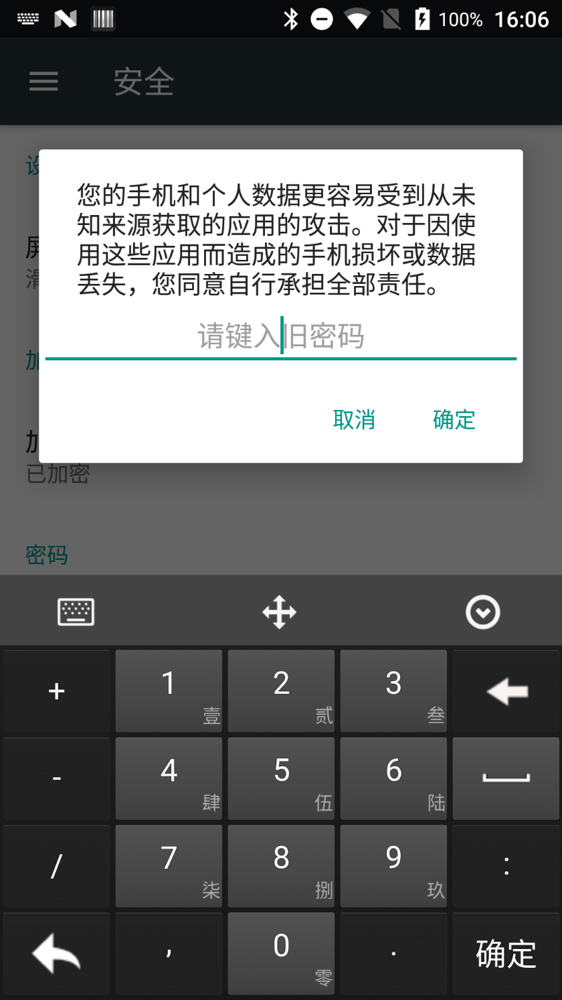 100% 16:06
安全
设
您的手机和个人数据更容易受到从未
知来源获取的应用的攻击。对于因使
用这些应用而造成的手机损坏或数据
丢失，您同意自行承担全部责任。
屏
滑
请键入旧密码
加
取消 确定
加
已加密
密码
+ 1 壹 2 贰 3 叁
- 4 肆 5 伍 6 陆
/ 7 柒 8 捌 9 玖 :
, 0 零 . 确定